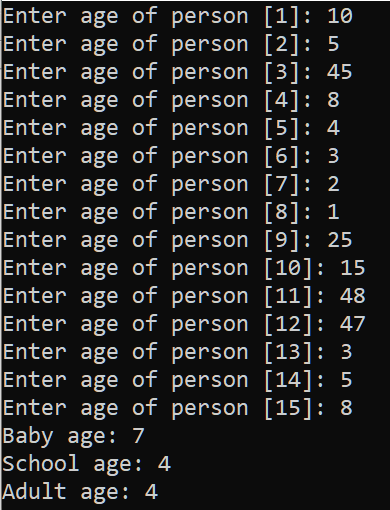 Enter age of person [1]: 10
Enter age of person [2]: 5
Enter age of person [3]: 45
Enter age of person [4]: 8
Enter age of person [5]: 4
Enter age of person [6]: 3
Enter age of person [7]: 2
Enter age of person [8]: 1
Enter age of person [9]: 25
Enter age of person [10]: 15
Enter age of person [11]: 48
Enter age of person [12]: 47
Enter age of person [13]: 3
Enter age of person [14]: 5
Enter age of person [15]: 8
Baby age: 7
School age: 4
Adult age: 4